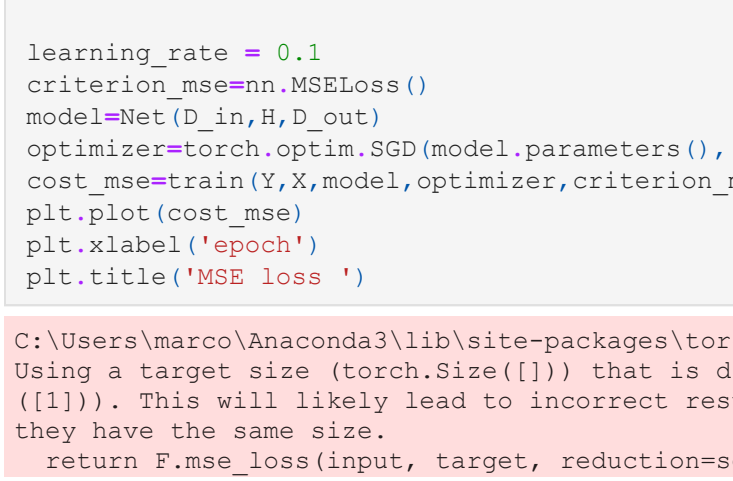 learning_rate = 0.1
criterion_mse=nn.MSELoss()
model=Net(D_in,H,D_out)
optimizer=torch.optim.SGD(model.parameters(),
cost_mse=train(Y,X,model,optimizer,criterion_
plt.plot(cost_mse)
plt.xlabel('epoch')
plt.title('MSE loss ')
C:\Users\marco\Anaconda3\lib\site-packages\tor
Using a target size (torch.Size([])) that is d
([1])). This will likely lead to incorrect res
they have the same size.
return F.mse_loss(input, target, reduction=s